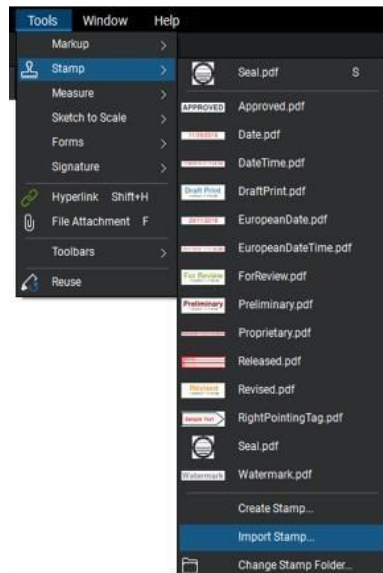 Tools Window Help
Markup
Stamp
Measure
Sketch to Scale
Forms
Signature
Hyperlink Shift+H
File Attachment F
Toolbars
Reuse
Seal.pdf S
APPROVED Approved.pdf
Date.pdf
DateTime.pdf
Draft Print DraftPrint.pdf
EuropeanDate.pdf
EuropeanDateTime.pdf
For Review ForReview.pdf
Preliminary Preliminary.pdf
Proprietary.pdf
Released.pdf
Revised Revised.pdf
Sample Text RightPointingTag.pdf
Seal.pdf
Watermark Watermark.pdf
Create Stamp...
Import Stamp...
Change Stamp Folder...